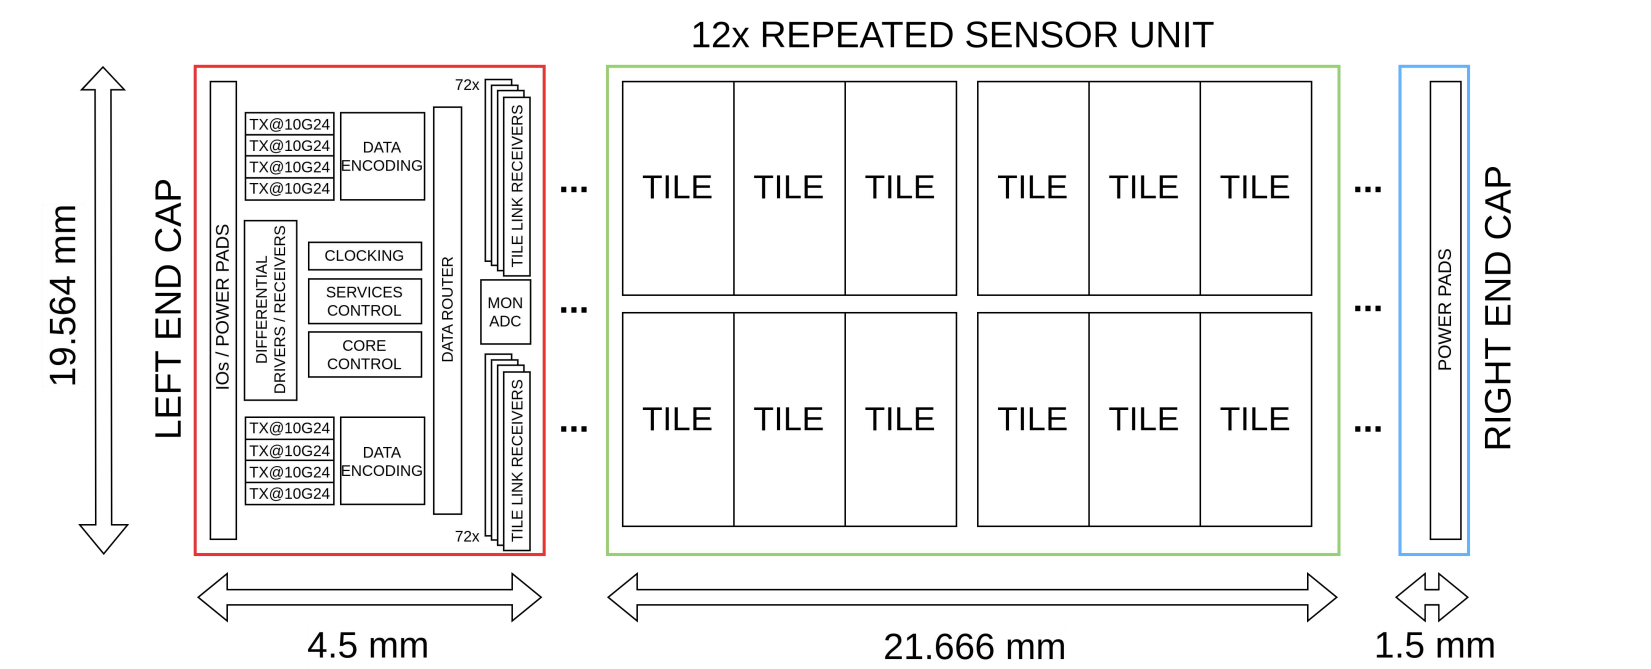 12x REPEATED SENSOR UNIT
19.564 mm
LEFT END CAP
IOs / POWER PADS
TX@10G24
TX@10G24
TX@10G24
TX@10G24
DATA
ENCODING
DIFFERENTIAL
DRIVERS / RECEIVERS
CLOCKING
SERVICES
CONTROL
CORE
CONTROL
TX@10G24
TX@10G24
TX@10G24
TX@10G24
DATA
ENCODING
DATA ROUTER
72x
TILE LINK RECEIVERS
MON
ADC
72x
TILE LINK RECEIVERS
...
...
...
TILE TILE TILE TILE TILE TILE
TILE TILE TILE TILE TILE TILE
...
...
...
POWER PADS
RIGHT END CAP
4.5 mm
21.666 mm
1.5 mm